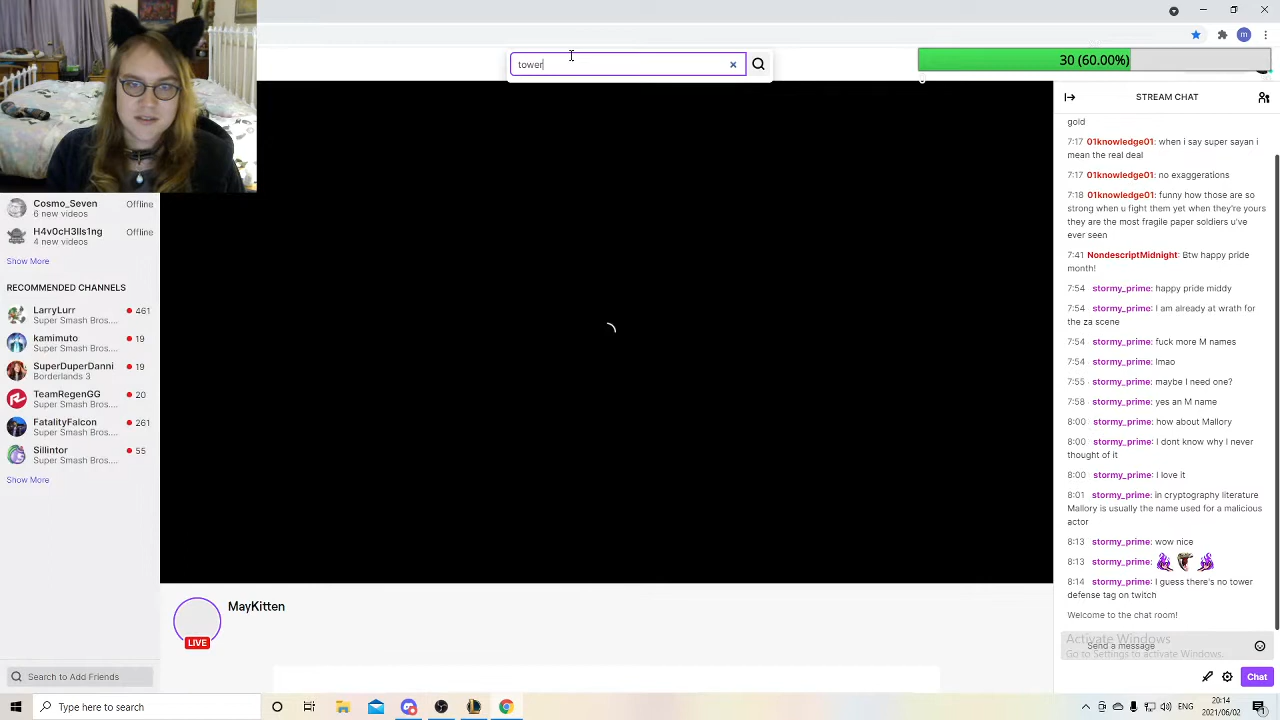 tower
30 (60.00%)
STREAM CHAT
gold
7:17 01knowledge01: when i say super sayan i
mean the real deal
7:17 01knowledge01: no exaggerations
7:18 01knowledge01: funny how those are so
strong when u fight them yet when they're yours
they are the most fragile paper soldiers u've
ever seen
7:41 NondescriptMidnight: Btw happy pride
month!
7:54 stormy_prime: happy pride middy
7:54 stormy_prime: I am already at wrath for
the za scene
7:54 stormy_prime: fuck more M names
7:54 stormy_prime: lmao
7:55 stormy_prime: maybe I need one?
7:58 stormy_prime: yes an M name
8:00 stormy_prime: how about Mallory
8:00 stormy_prime: I dont know why I never
thought of it
8:00 stormy_prime: I love it
8:01 stormy_prime: in cryptography literature
Mallory is usually the name used for a malicious
actor
8:13 stormy_prime: wow nice
8:13 stormy_prime:
8:14 stormy_prime: I guess there's no tower
defense tag on twitch
Welcome to the chat room!
Activate Windows
Send a message
Go to Settings to activate Windows.
Chat
Cosmo_Seven Offline
6 new videos
H4v0cH3lls1ng Offline
4 new videos
Show More
RECOMMENDED CHANNELS
LarryLurr 461
Super Smash Bros....
kamimuto 19
Super Smash Bros....
SuperDuperDanni 19
Borderlands 3
TeamRegenGG 20
Super Smash Bros....
FatalityFalcon 261
Super Smash Bros....
Sillintor 55
Super Smash Bros....
Show More
MayKitten
LIVE
Search to Add Friends
Type here to search
20:14
2021/06/02